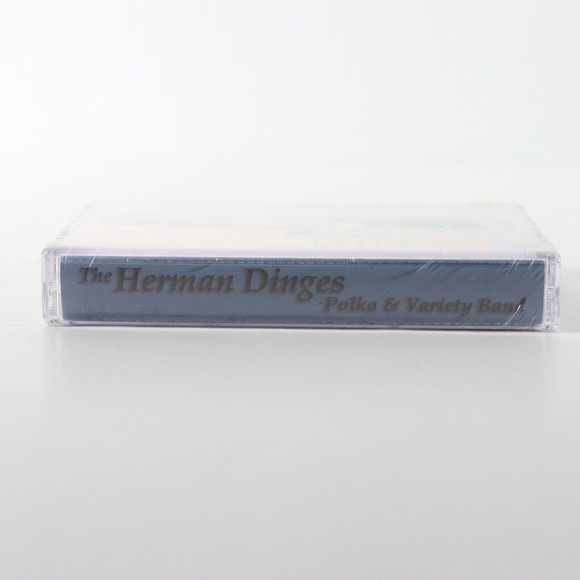 The Herman Dinges
Polka & Variety Band